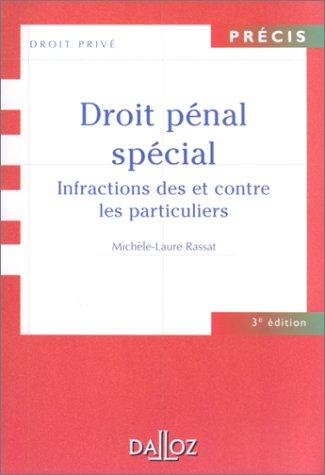 DROIT PRIVÉ
PRÉCIS
Droit pénal
spécial
Infractions des et contre
les particuliers
Michèle-Laure Rassat
3e édition
DALLOZ